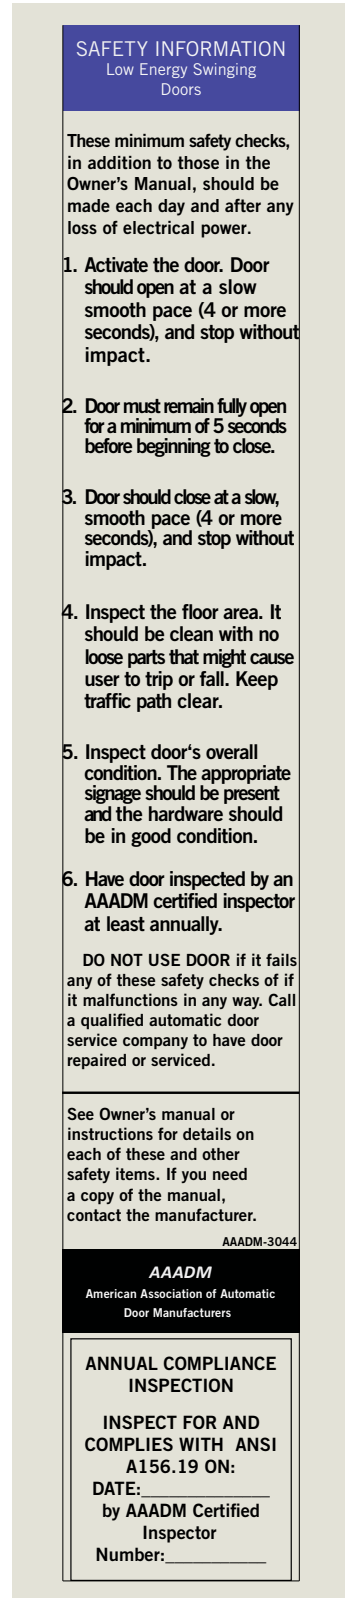 SAFETY INFORMATION
Low Energy Swinging
Doors
These minimum safety checks,
in addition to those in the
Owner’s Manual, should be
made each day and after any
loss of electrical power.
1. Activate the door. Door
should open at a slow
smooth pace (4 or more
seconds), and stop without
impact.
2. Door must remain fully open
for a minimum of 5 seconds
before beginning to close.
3. Door should close at a slow,
smooth pace (4 or more
seconds), and stop without
impact.
4. Inspect the floor area. It
should be clean with no
loose parts that might cause
user to trip or fall. Keep
traffic path clear.
5. Inspect door‘s overall
condition. The appropriate
signage should be present
and the hardware should
be in good condition.
6. Have door inspected by an
AAADM certified inspector
at least annually.
DO NOT USE DOOR if it fails
any of these safety checks of if
it malfunctions in any way. Call
a qualified automatic door
service company to have door
repaired or serviced.
See Owner’s manual or
instructions for details on
each of these and other
safety items. If you need
a copy of the manual,
contact the manufacturer.
AAADM-3044
AAADM
American Association of Automatic
Door Manufacturers
ANNUAL COMPLIANCE
INSPECTION
INSPECT FOR AND
COMPLIES WITH ANSI
A156.19 ON:
DATE:______________
by AAADM Certified
Inspector
Number:___________